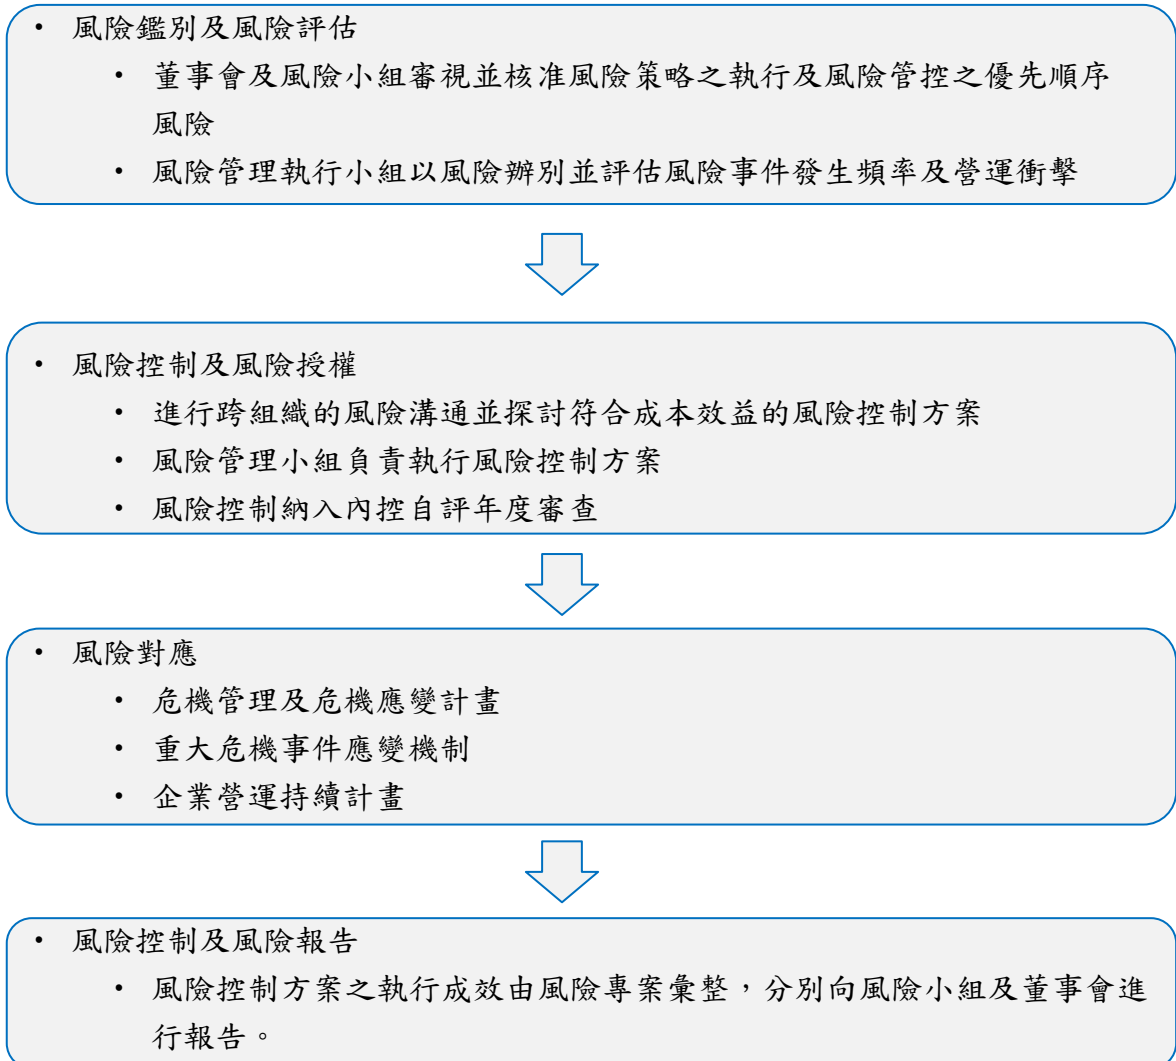 • 風險鑑別及風險評估
• 董事會及風險小組審視並核准風險策略之執行及風險管控之優先順序
風險
• 風險管理執行小組以風險辨別並評估風險事件發生頻率及營運衝擊
• 風險控制及風險授權
• 進行跨組織的風險溝通並探討符合成本效益的風險控制方案
• 風險管理小組負責執行風險控制方案
• 風險控制納入內控自評年度審查
• 風險對應
• 危機管理及危機應變計畫
• 重大危機事件應變機制
• 企業營運持續計畫
• 風險控制及風險報告
• 風險控制方案之執行成效由風險專案彙整，分別向風險小組及董事會進
行報告。